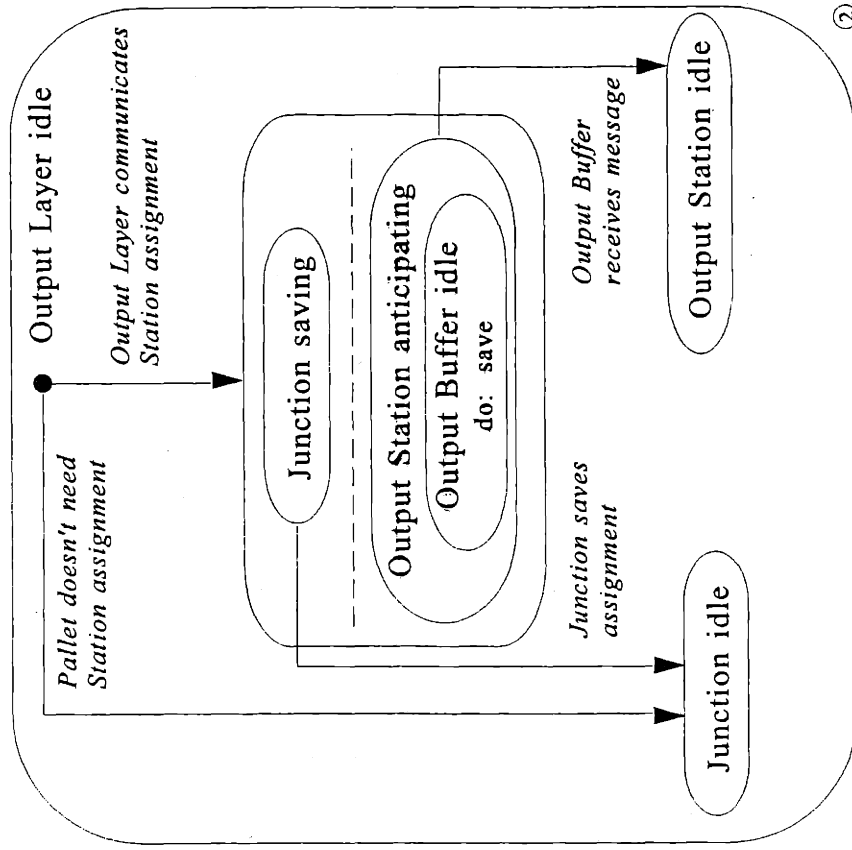 Output Layer idle
Pallet doesn't need
Station assignment
Output Layer communicates
Station assignment
Junction saving
Output Station anticipating
Output Buffer idle
do: save
Junction saves
assignment
Output Buffer
receives message
Junction idle
Output Station idle
2